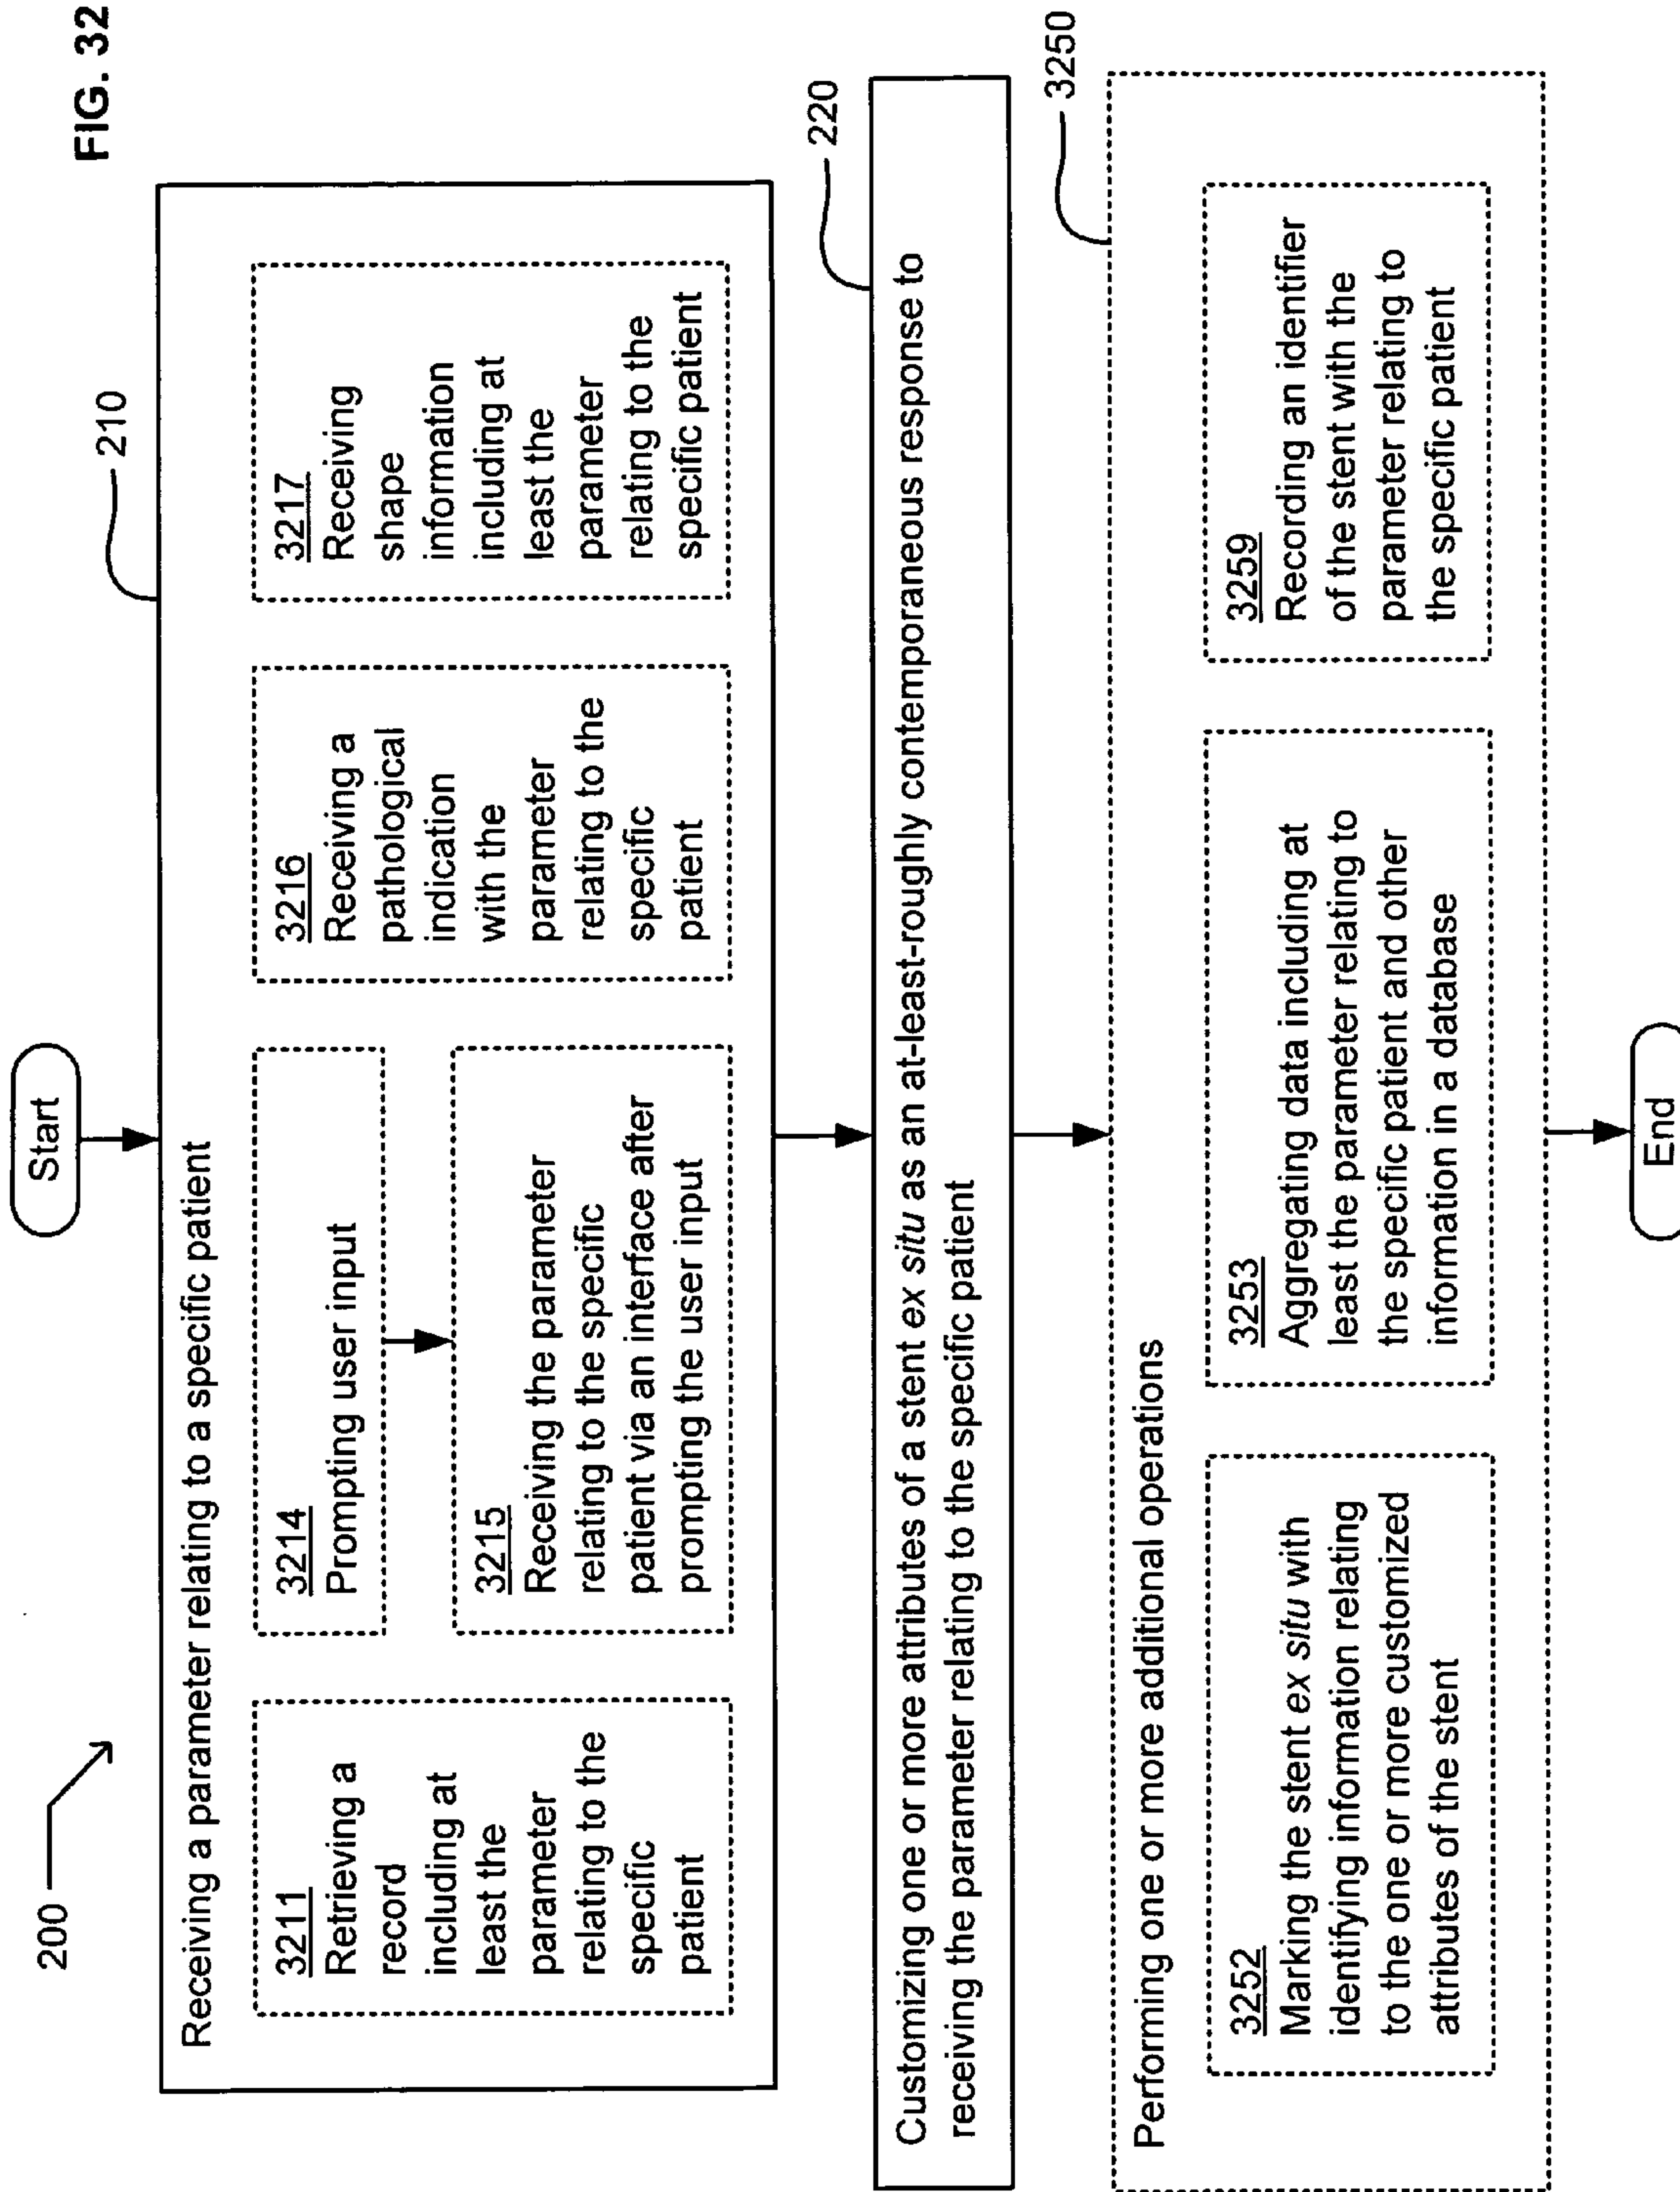 FIG. 32
200
Start
210
Receiving a parameter relating to a specific patient
3211
Retrieving a
record
including at
least the
parameter
relating to the
specific
patient
3214
Prompting user input
3215
Receiving the parameter
relating to the specific
patient via an interface after
prompting the user input
3216
Receiving a
pathological
indication
with the
parameter
relating to the
specific
patient
3217
Receiving
shape
information
including at
least the
parameter
relating to the
specific patient
220
Customizing one or more attributes of a stent ex situ as an at-least-roughly contemporaneous response to
receiving the parameter relating to the specific patient
3250
Performing one or more additional operations
3252
Marking the stent ex situ with
identifying information relating
to the one or more customized
attributes of the stent
3253
Aggregating data including at
least the parameter relating to
the specific patient and other
information in a database
3259
Recording an identifier
of the stent with the
parameter relating to
the specific patient
End